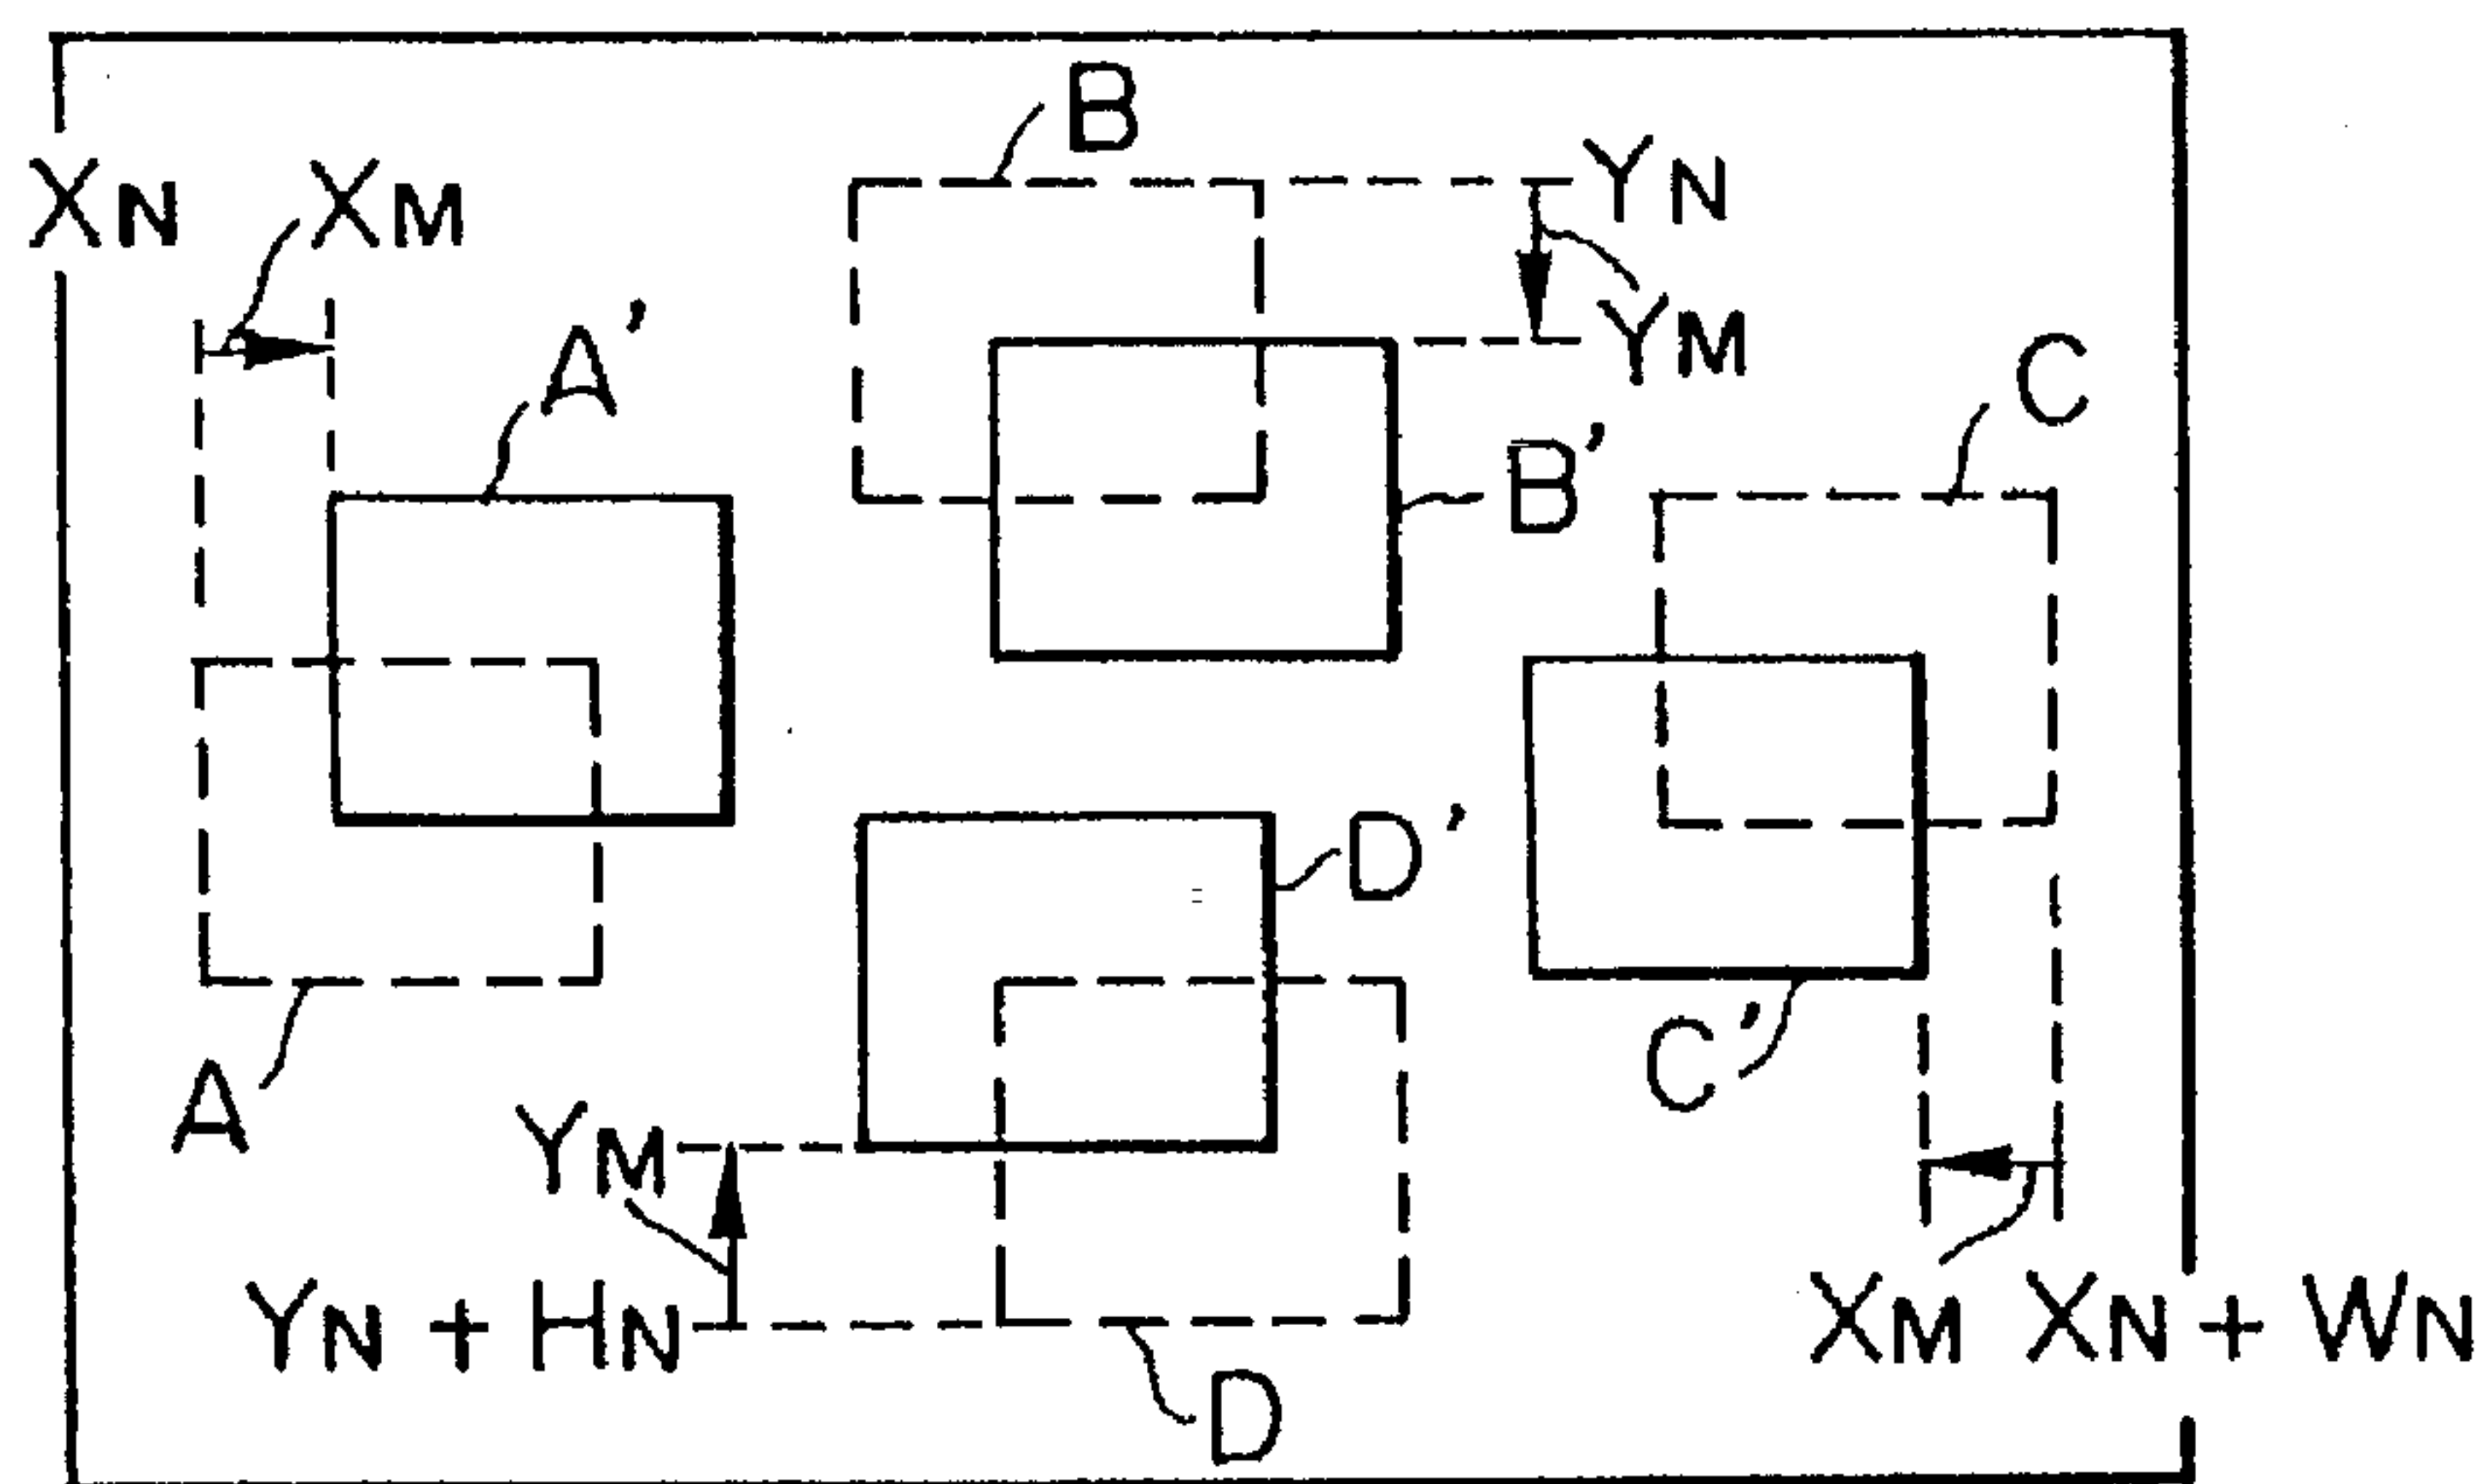 B
XN XM
YN
YM
A'
C
B'
D'
A
C'
YM
YN + HN
XM XN + WN
D